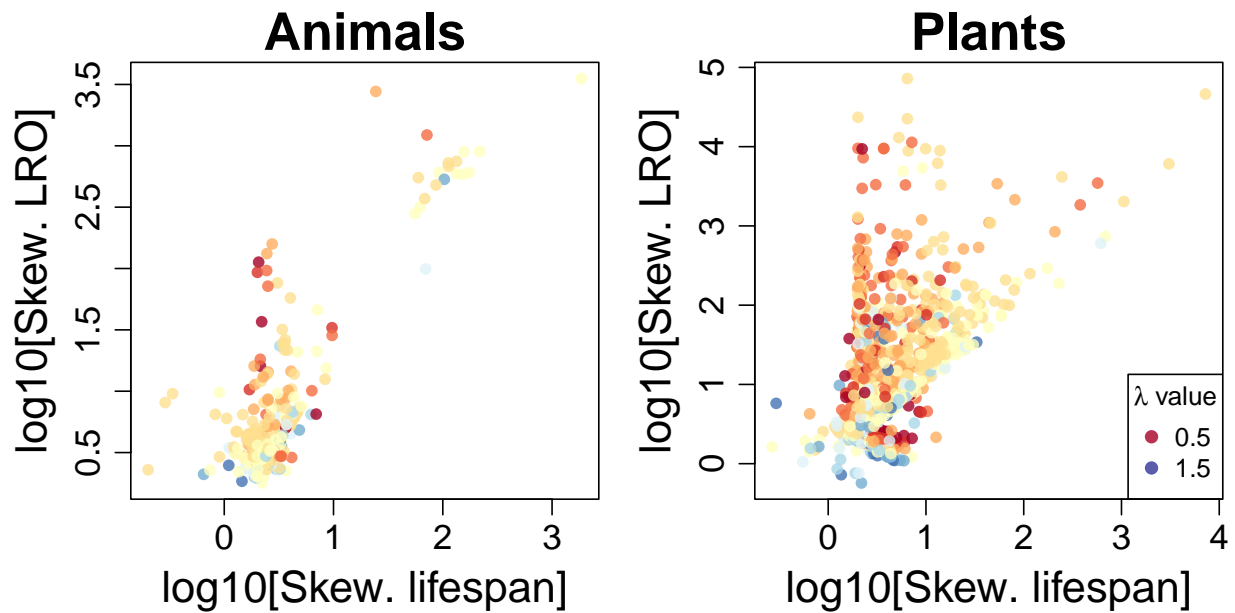 Animals
3.5
2.5
1.5
0.5
log10[Skew. LRO]
0 1 2 3
log10[Skew. lifespan]
Plants
5
4
3
2
1
0
log10[Skew. LRO]
0 1 2 3 4
log10[Skew. lifespan]
λ value
0.5
1.5